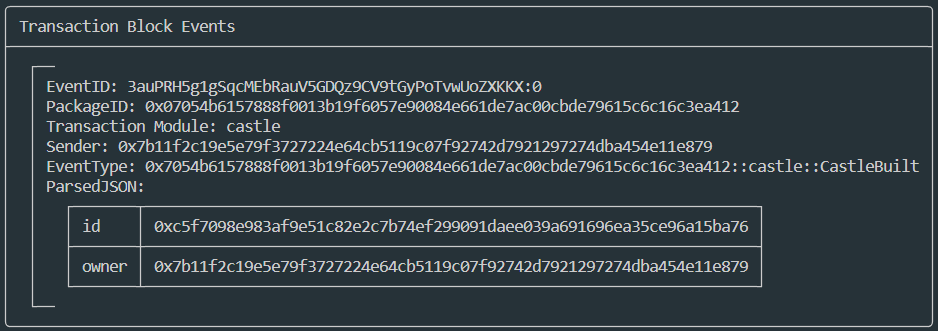 Transaction Block Events
EventID: 3auPRH5g1gSqcMEbRauV5GDQz9CV9tGyPoTvwUoZXKKX:0
PackageID: 0x07054b6157888f0013b19f6057e90084e661de7ac00cbde79615c6c16c3ea412
Transaction Module: castle
Sender: 0x7b11f2c19e5e79f3727224e64cb5119c07f92742d7921297274dba454e11e879
EventType: 0x7054b6157888f0013b19f6057e90084e661de7ac00cbde79615c6c16c3ea412::castle::CastleBuilt
ParsedJSON:
id 0xc5f7098e983af9e51c82e2c7b74ef299091daee039a691696ea35ce96a15ba76
owner 0x7b11f2c19e5e79f3727224e64cb5119c07f92742d7921297274dba454e11e879